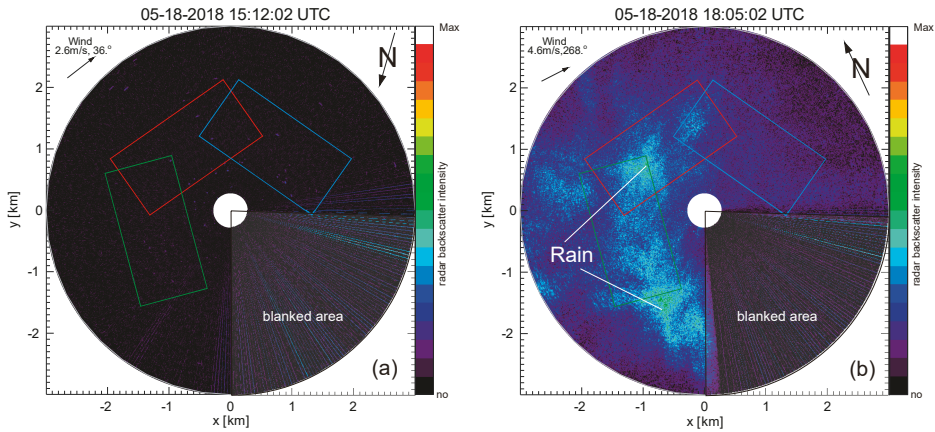 05-18-2018 15:12:02 UTC
Wind
2.6m/s, 36.°
N
Max
3
2
1
0
-1
-2
-3
y [km]
blanked area
(a)
radar backscatter intensity
no
-2
-1
0
1
2
x [km]
05-18-2018 18:05:02 UTC
Wind
4.6m/s,268.°
N
Max
3
2
1
0
-1
-2
y [km]
Rain
blanked area
(b)
radar backscatter intensity
no
-2
-1
0
1
2
x [km]